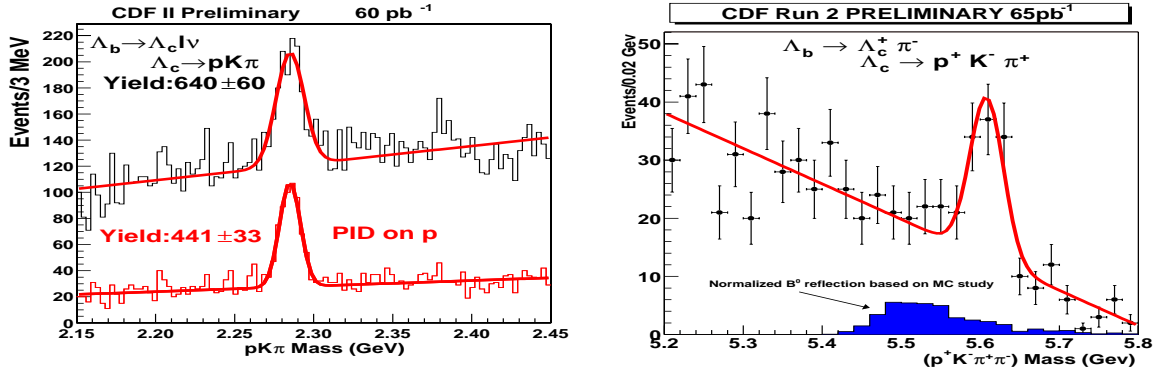 CDF II Preliminary 60 pb -1
Λb→Λclν
Λc→pKπ
Yield:640±60
Yield:441±33 PID on p
Events/3 MeV
220
200
180
160
140
120
100
80
60
40
20
0
2.15 2.20 2.25 2.30 2.35 2.40 2.45
pKπ Mass (GeV)
CDF Run 2 PRELIMINARY 65pb-1
Λb → Λc+ π-
Λc → p+ K- π+
Events/0.02 Gev
50
40
30
20
10
0
Normalized B0 reflection based on MC study
5.2 5.3 5.4 5.5 5.6 5.7 5.8
(p+K-π+π-) Mass (Gev)